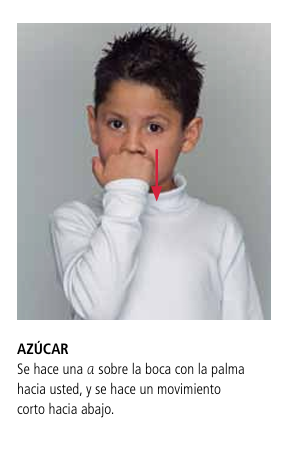 AZÚCAR
Se hace una a sobre la boca con la palma
hacia usted, y se hace un movimiento
corto hacia abajo.